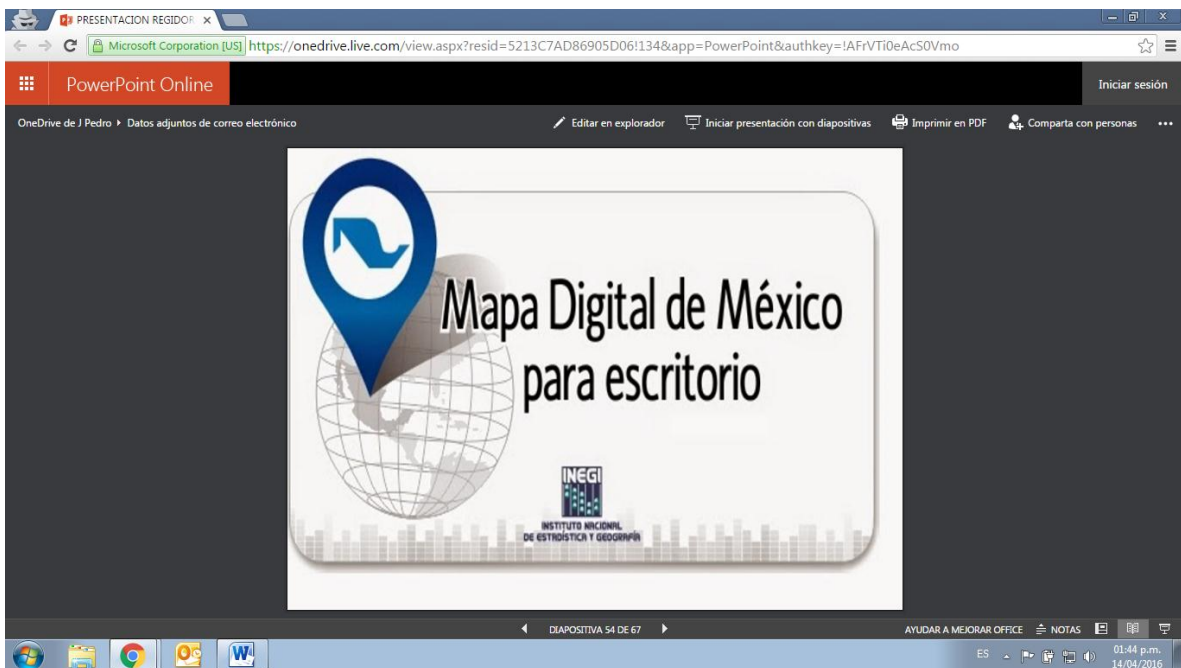 PRESENTACION REGIDOR
Microsoft Corporation [US] https://onedrive.live.com/view.aspx?resid=5213C7AD86905D06!134&app=PowerPoint&authkey=!AFrVTi0eAcS0Vmo
PowerPoint Online
Iniciar sesión
OneDrive de J Pedro ▸ Datos adjuntos de correo electrónico
Editar en explorador
Iniciar presentación con diapositivas
Imprimir en PDF
Comparta con personas
Mapa Digital de México
para escritorio
INEGI
INSTITUTO NACIONAL
DE ESTADÍSTICA Y GEOGRAFÍA
DIAPOSITIVA 54 DE 67
AYUDAR A MEJORAR OFFICE
NOTAS
ES
01:44 p.m.
14/04/2016